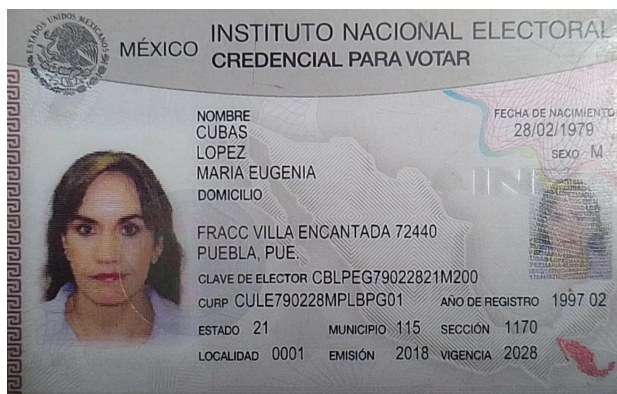 ESTADOS UNIDOS MEXICANOS
MÉXICO
INSTITUTO NACIONAL ELECTORAL
CREDENCIAL PARA VOTAR
NOMBRE
CUBAS
LOPEZ
MARIA EUGENIA
FECHA DE NACIMIENTO
28/02/1979
SEXO M
DOMICILIO
FRACC VILLA ENCANTADA 72440
PUEBLA, PUE.
CLAVE DE ELECTOR CBLPEG79022821M200
CURP CULE790228MPLBPG01 AÑO DE REGISTRO 1997 02
ESTADO 21 MUNICIPIO 115 SECCIÓN 1170
LOCALIDAD 0001 EMISIÓN 2018 VIGENCIA 2028
INE